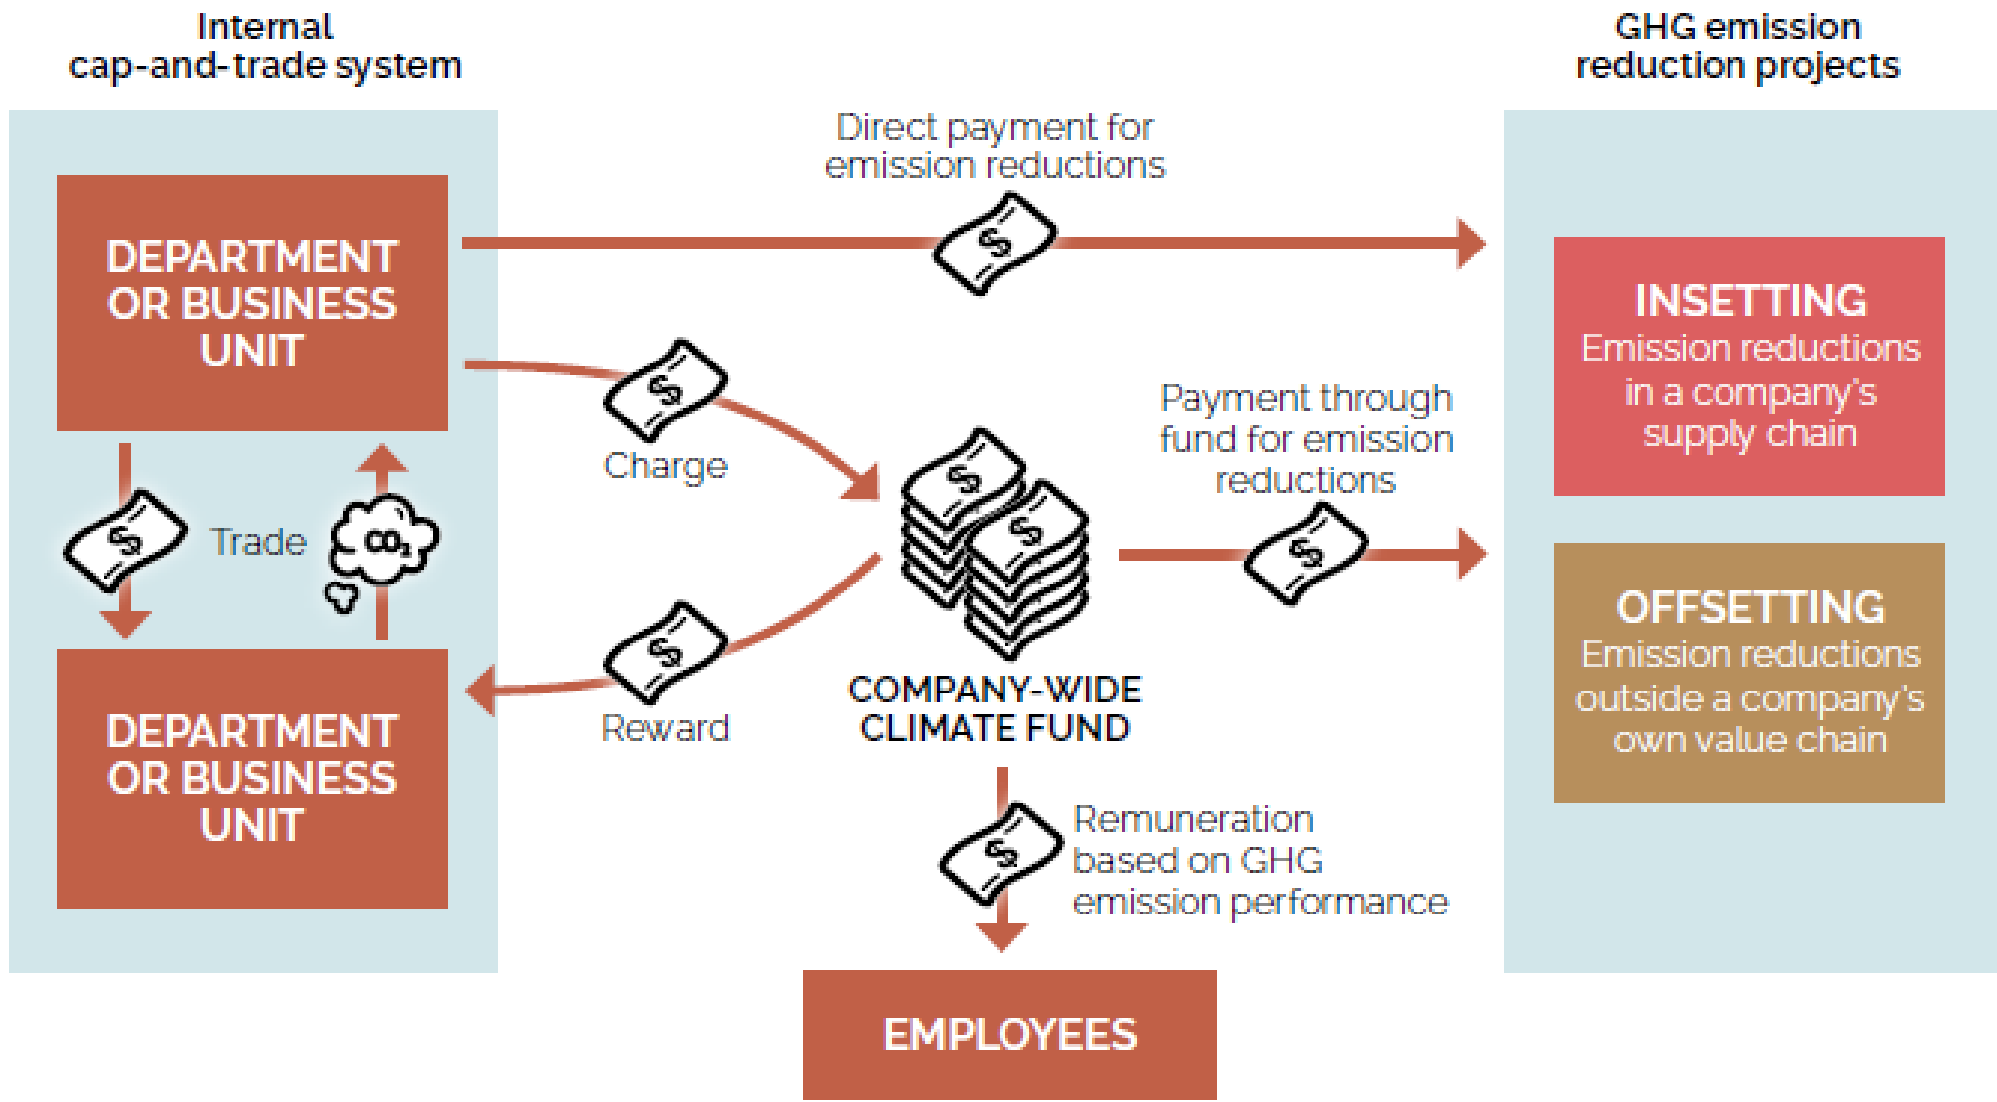 Internal
cap-and-trade system
GHG emission
reduction projects
Direct payment for
emission reductions
$
DEPARTMENT
OR BUSINESS
UNIT
INSETTING
Emission reductions
in a company's
supply chain
$
Charge
Payment through
fund for emission
reductions
$
$
$
Trade
CO₂
$
$
OFFSETTING
Emission reductions
outside a company's
own value chain
$
Reward
COMPANY-WIDE
CLIMATE FUND
DEPARTMENT
OR BUSINESS
UNIT
$
Remuneration
based on GHG
emission performance
EMPLOYEES